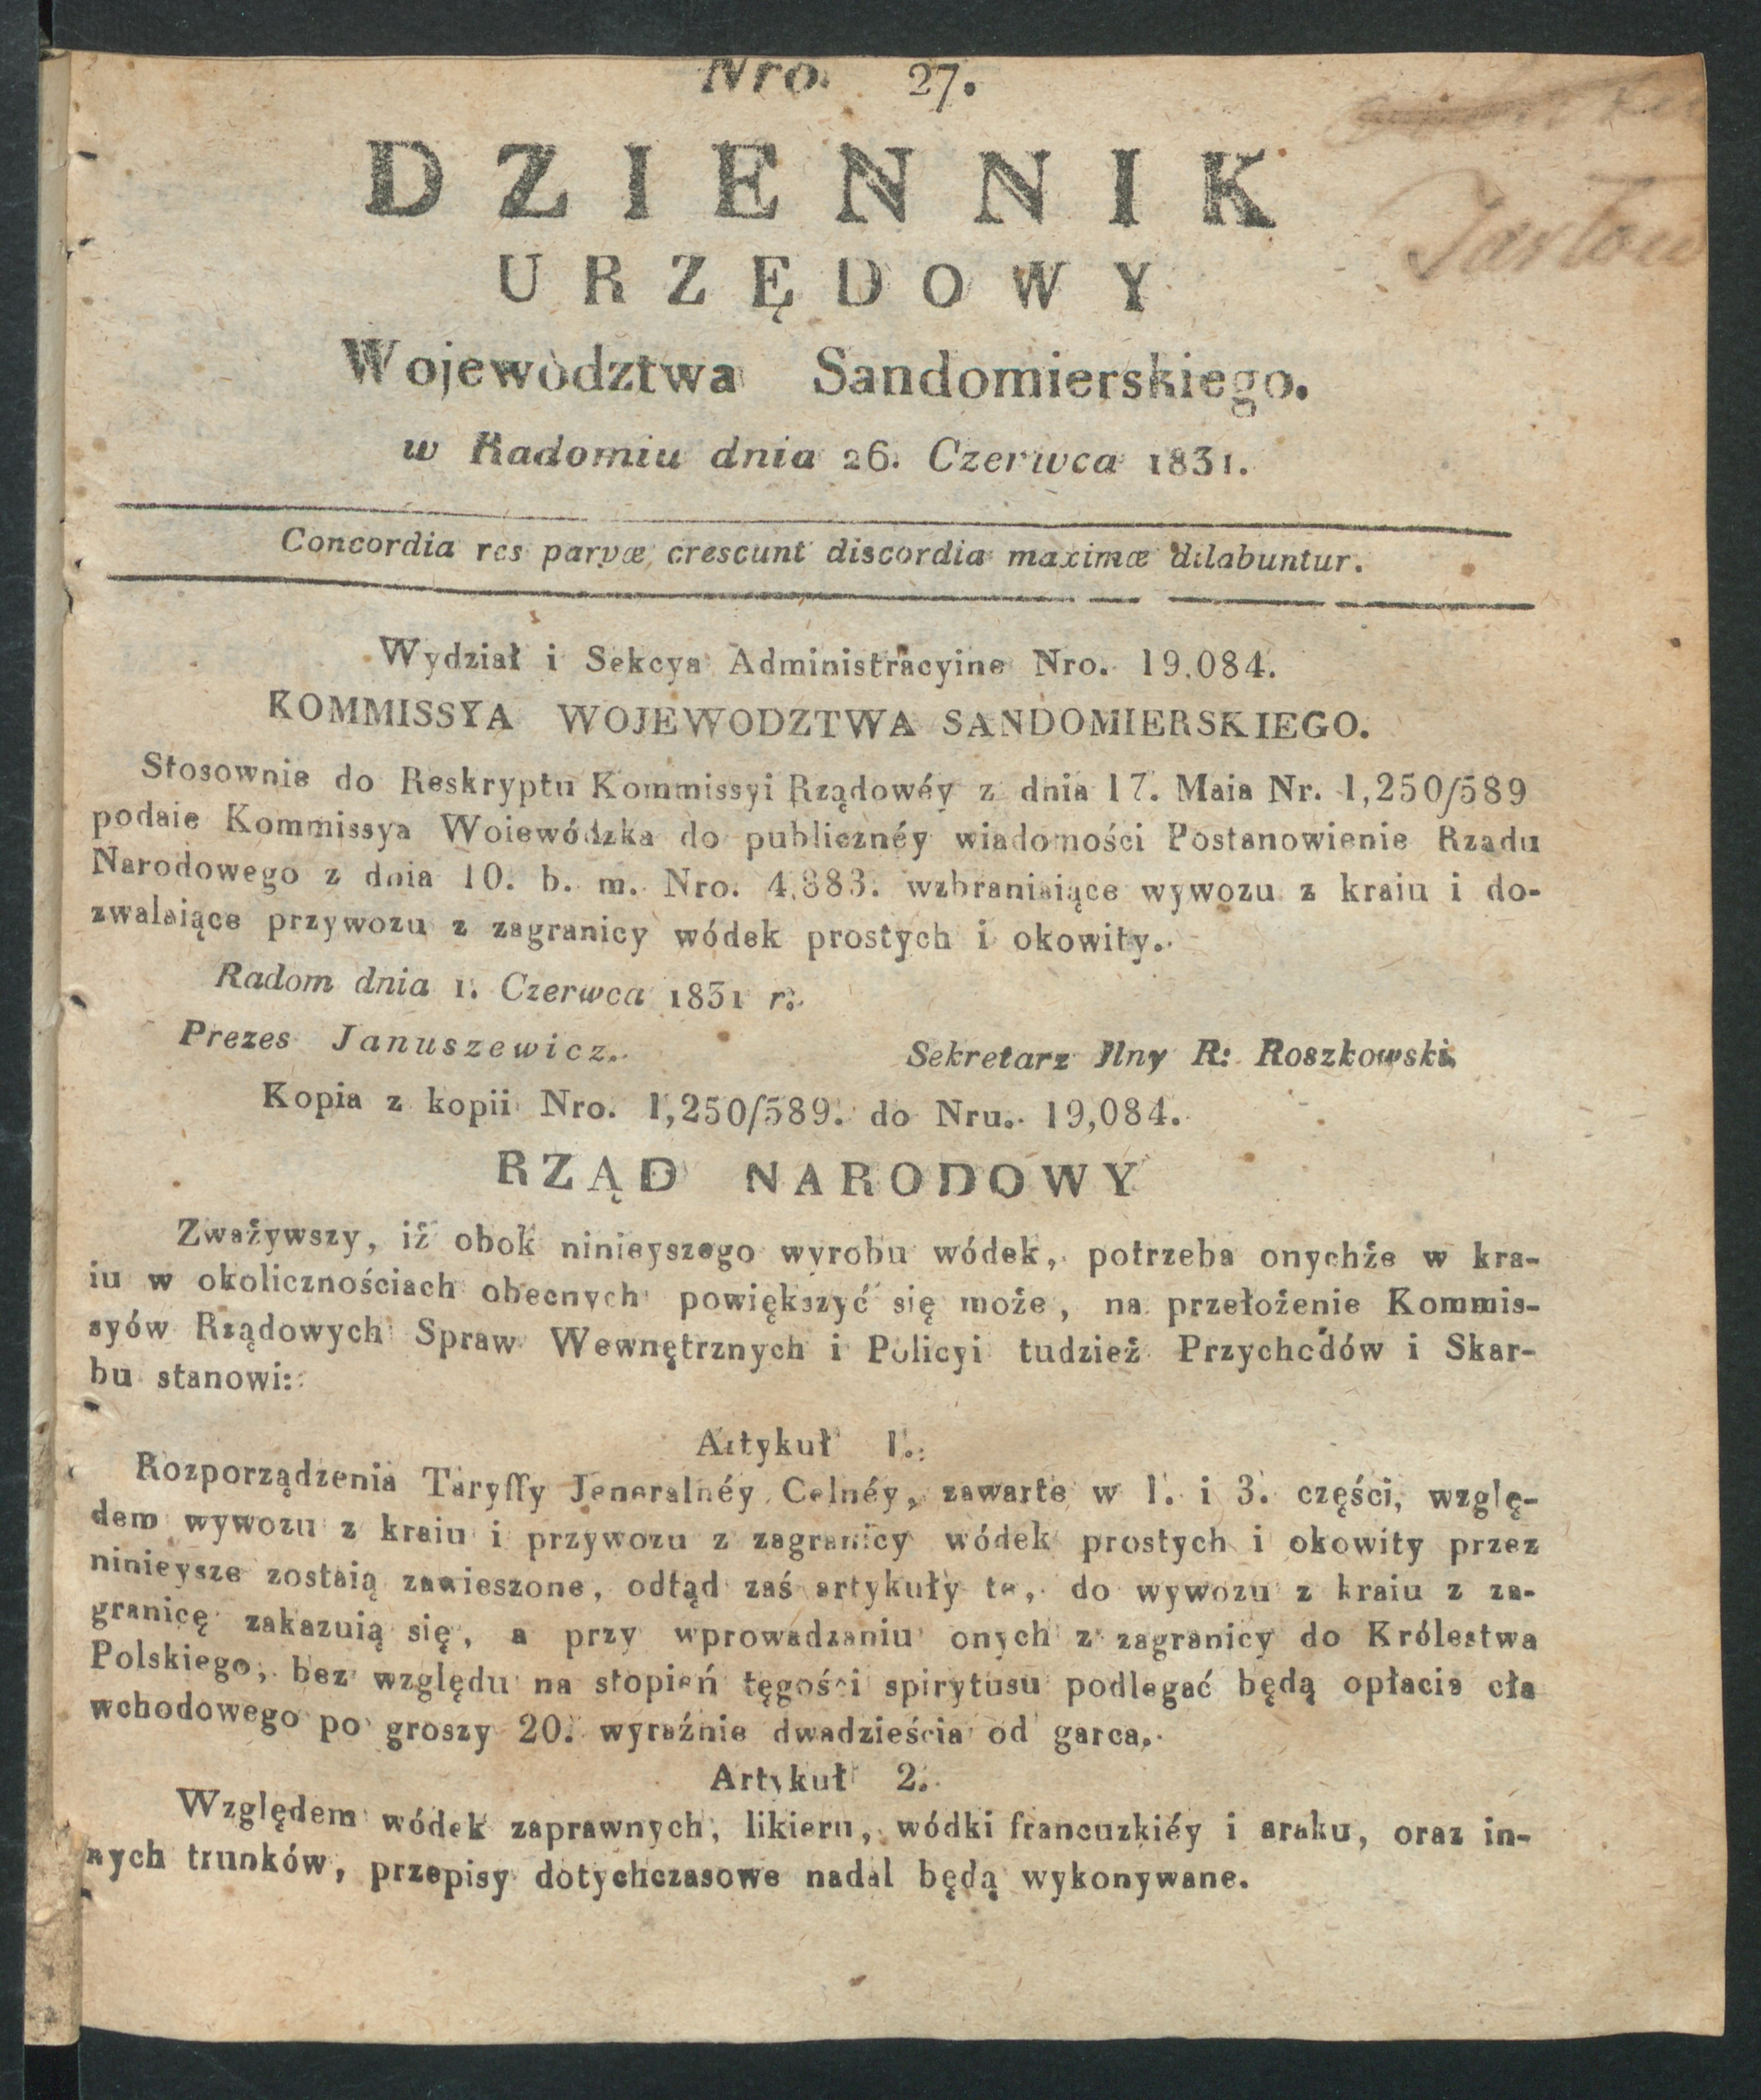 Nro. 27.
Jarłow
DZIENNIK
URZĘDOWY
Województwa Sandomierskiego.
w Radomiu dnia 26. Czerwca 1831.
Concordia res parvæ crescunt discordia maximæ dilabuntur.
Wydział i Sekcya Administracyine Nro. 19.084.
KOMMISSYA WOJEWODZTWA SANDOMIERSKIEGO.
Stosownie do Reskryptu Kommissyi Rządowéy z dnia 17. Maia Nr. 1,250/589
podaie Kommissya Woiewódzka do publicznéy wiadomości Postanowienie Rządu
Narodowego z dnia 10. b. m. Nro. 4,883. wzbraniaiące wywozu z kraiu i do-
zwalaiące przywozu z zagranicy wódek prostych i okowity.
Radom dnia 1. Czerwca 1831 r.
Prezes Januszewicz. Sekretarz Jlny R: Roszkowski.
Kopia z kopii Nro. 1,250/589. do Nru. 19,084.
RZĄD NARODOWY
Zważywszy, iż obok ninieyszego wyrobu wódek, potrzeba onychże w kra-
iu w okolicznościach obecnych powiększyć się może, na przełożenie Kommis-
syów Rządowych Spraw Wewnętrznych i Policyi tudzież Przychodów i Skar-
bu stanowi:
Artykuł 1.
Rozporządzenia Taryffy Jeneralnéy Celnéy, zawarte w 1. i 3. części, wzglę-
dem wywozu z kraiu i przywozu z zagranicy wódek prostych i okowity przez
ninieysze zostaią zawieszone, odtąd zaś artykuły te, do wywozu z kraiu z za-
granicę zakazuią się, a przy wprowadzaniu onych z zagranicy do Królestwa
Polskiego, bez względu na stopień tęgości spirytusu podlegać będą opłacie cła
wchodowego po groszy 20. wyraźnie dwadzieścia od garca.
Artykuł 2.
Względem wódek zaprawnych, likieru, wódki francuzkiéy i araku, oraz in-
nych trunków, przepisy dotychczasowe nadal będą wykonywane.